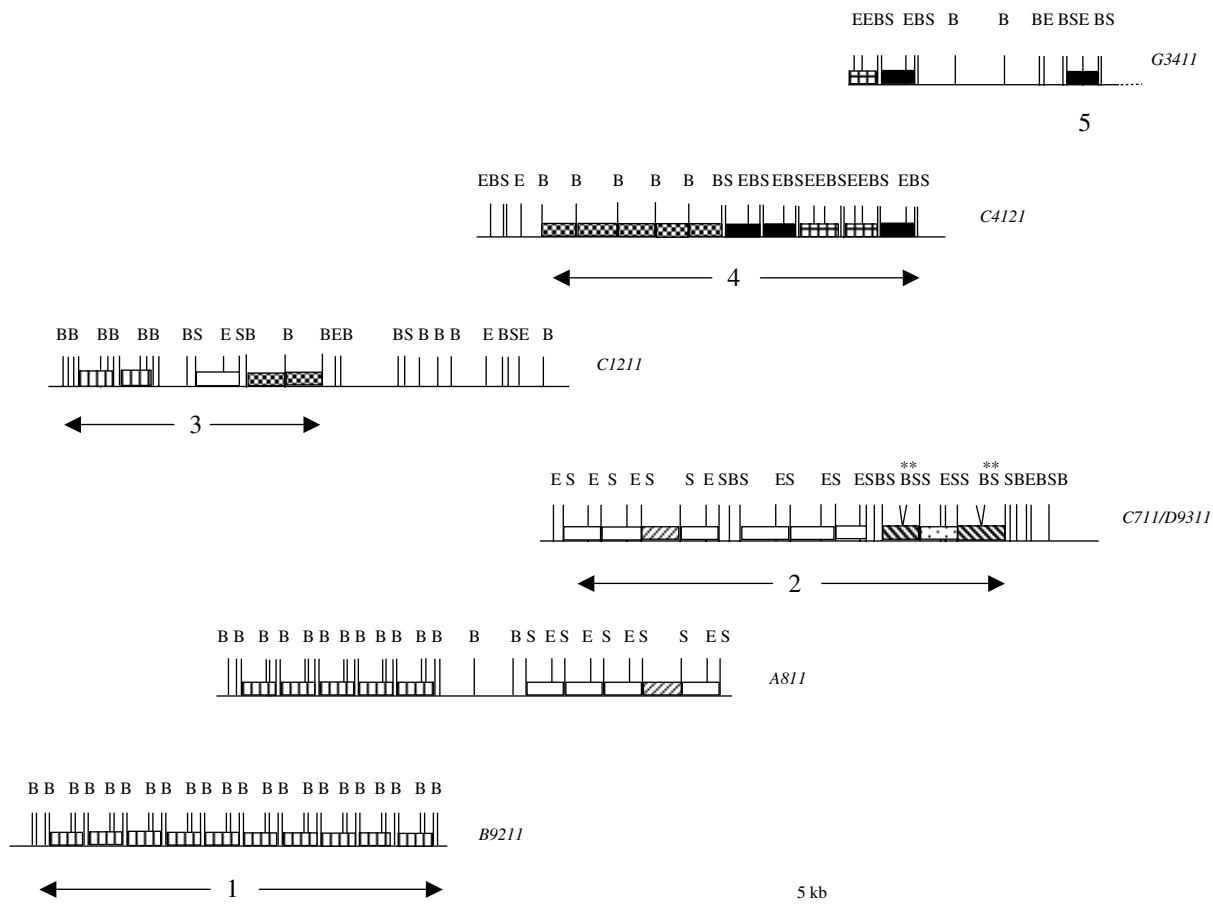 EEBS EBS B B BE BSE BS
G3411
5
EBS E B B B B B BS EBS EBSEEBSEEBS EBS
C4121
4
BB BB BB BS E SB B BEB BS B B B E BSE B
C1211
3
** **
E S E S E S S E SBS ES ES ESBS BSS ESS BS SBEBSB
C711/D9311
2
B B B B B B B B B B B B B B S E S E S E S S E S
A811
B B B B B B B B B B B B B B B B B B B B B B
B9211
1
5 kb